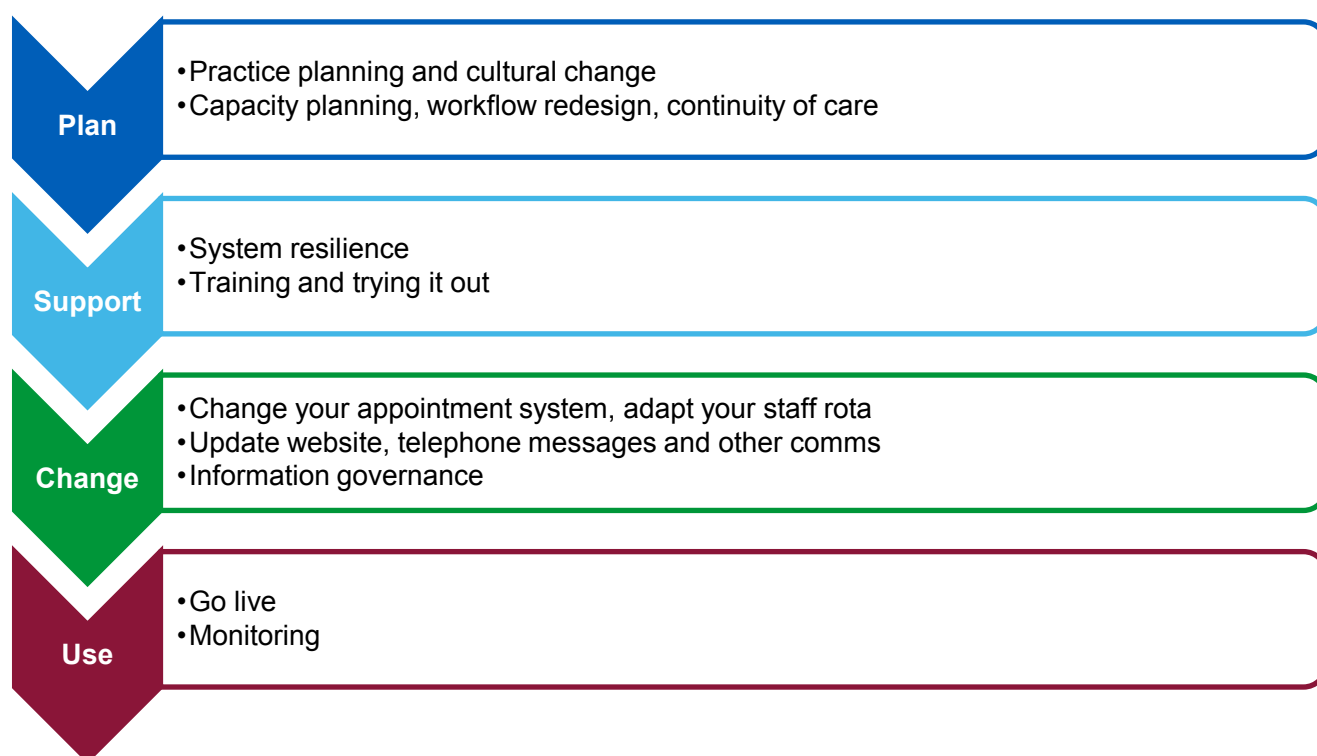 Plan
•Practice planning and cultural change
•Capacity planning, workflow redesign, continuity of care
Support
•System resilience
•Training and trying it out
Change
•Change your appointment system, adapt your staff rota
•Update website, telephone messages and other comms
•Information governance
Use
•Go live
•Monitoring